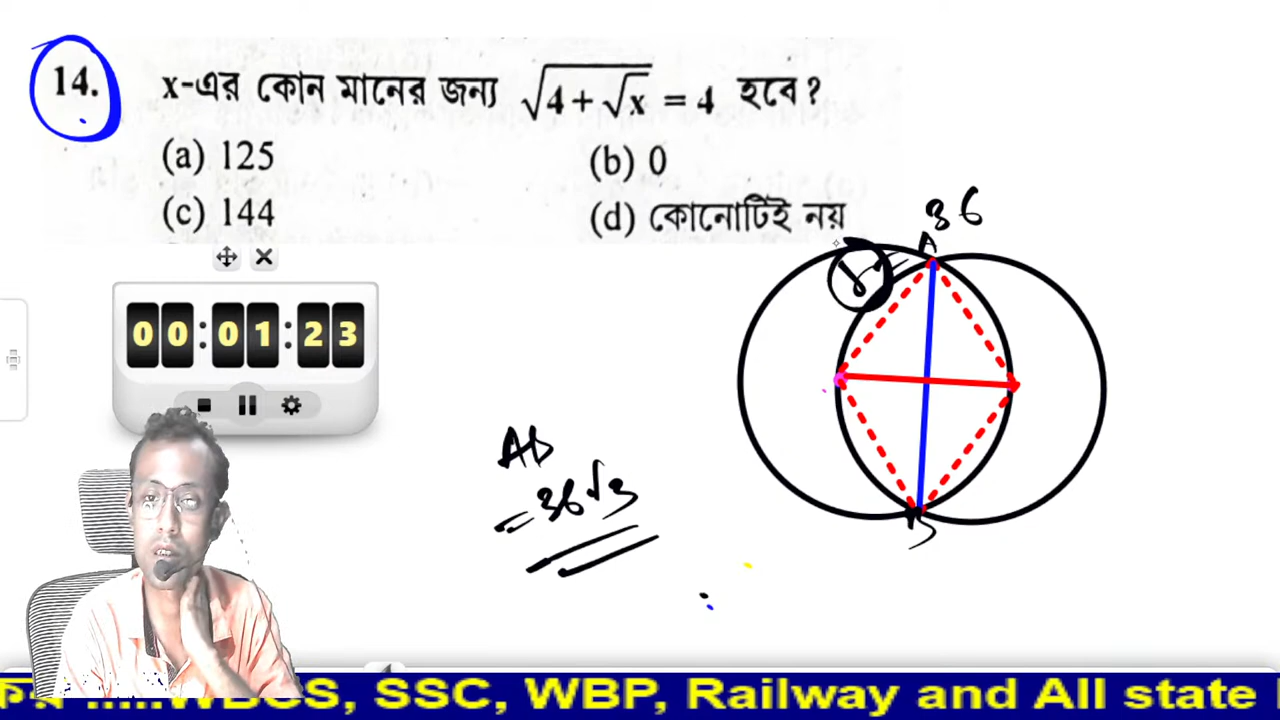 14. x-এর কোন মানের জন্য √4 + √x = 4 হবে?
(a) 125 (b) 0
(c) 144 (d) কোনোটিই নয়
36
A
00:01:23
= 36√3
B
.....WBCS, SSC, WBP, Railway and All state